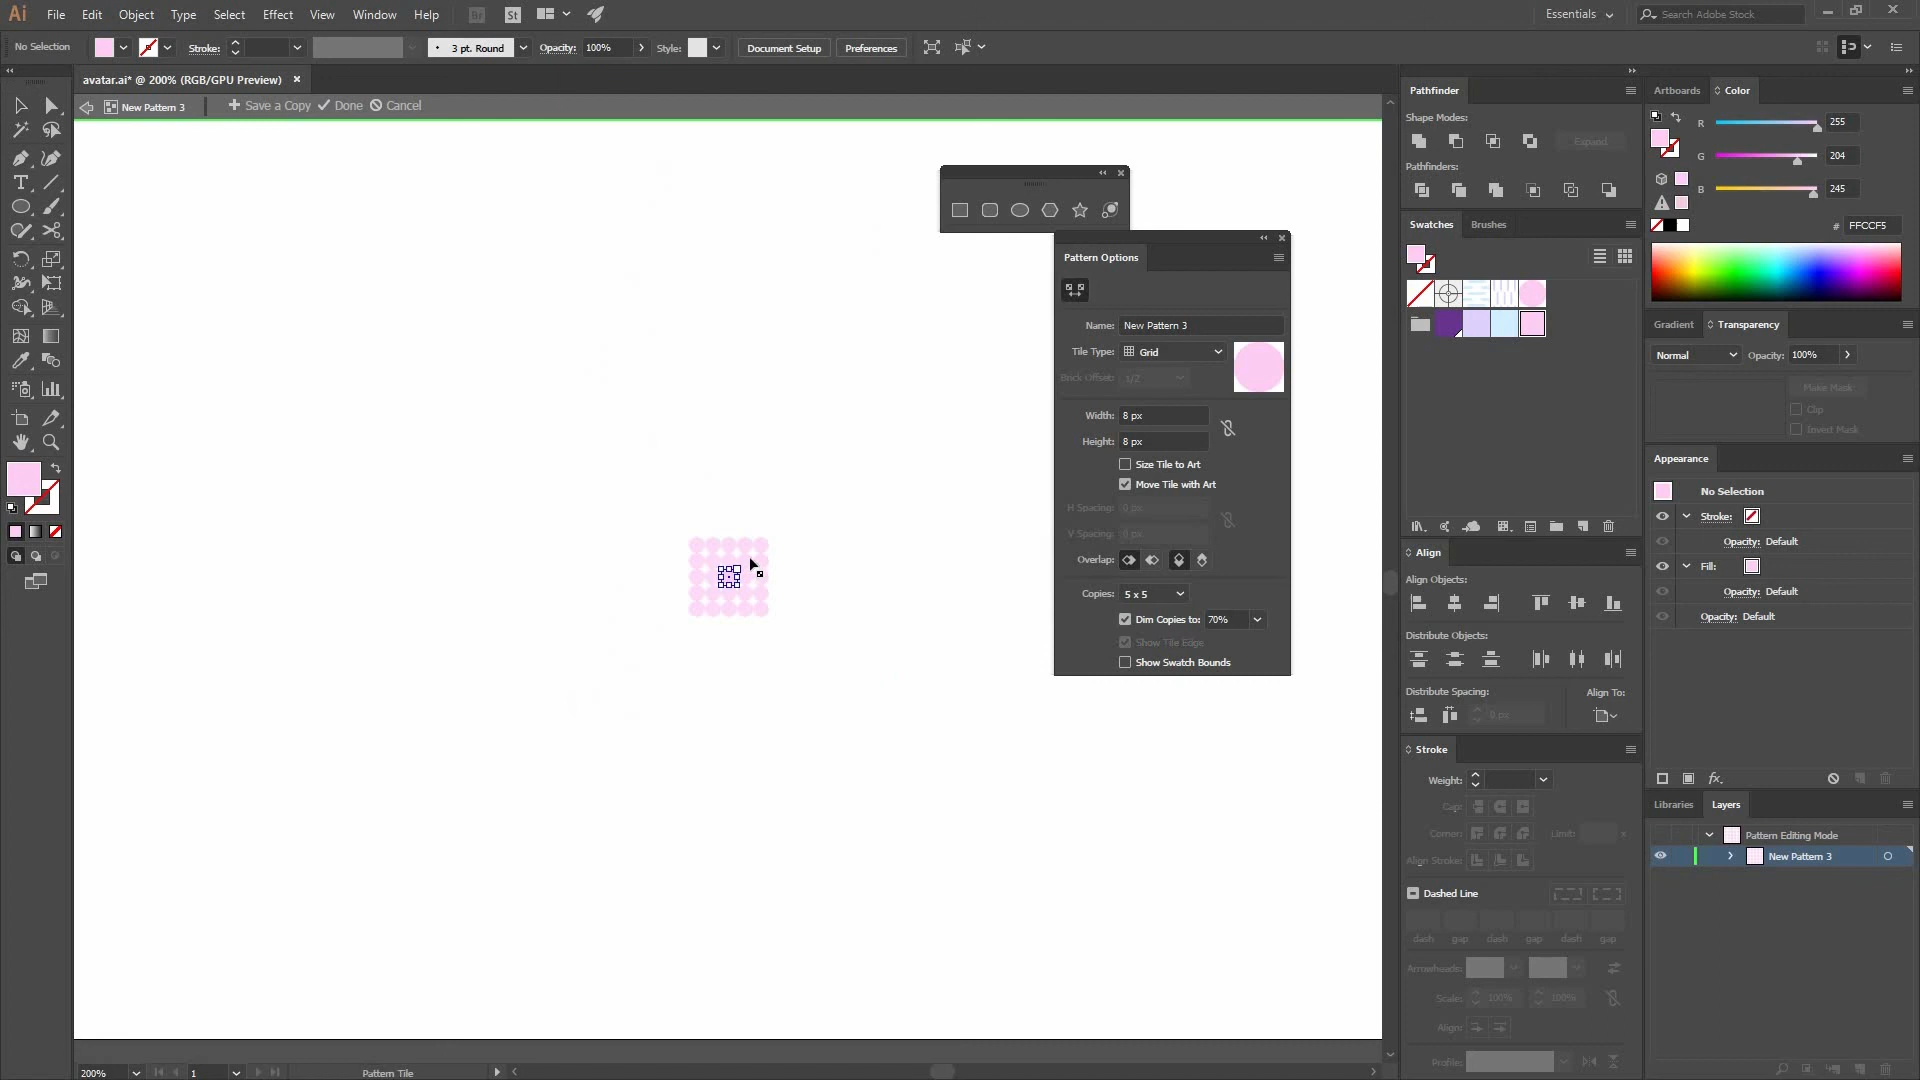 Ai File Edit Object Type Select Effect View Window Help Br St Essentials Search Adobe Stock
No Selection Stroke: 3 pt. Round Opacity: 100% Style: Document Setup Preferences
avatar.ai* @ 200% (RGB/GPU Preview)
New Pattern 3 Save a Copy Done Cancel
Pattern Options
Name: New Pattern 3
Tile Type: Grid
Brick Offset: 1/2
Width: 8 px
Height: 8 px
Size Tile to Art
Move Tile with Art
H Spacing: 0 px
V Spacing: 0 px
Overlap:
Copies: 5 x 5
Dim Copies to: 70%
Show Tile Edge
Show Swatch Bounds
Pathfinder
Shape Modes:
Expand
Pathfinders:
Swatches Brushes
Align
Align Objects:
Distribute Objects:
Distribute Spacing: Align To:
0 px
Stroke
Weight:
Cap:
Corner: Limit: x
Align Stroke:
Dashed Line
dash gap dash gap dash gap
Arrowheads:
Scale: 100% 100%
Align:
Profile:
Artboards Color
R 255
G 204
B 245
# FFCCF5
Gradient Transparency
Normal Opacity: 100%
Make Mask
Clip
Invert Mask
Appearance
No Selection
Stroke:
Opacity: Default
Fill:
Opacity: Default
Opacity: Default
fx.
Libraries Layers
Pattern Editing Mode
New Pattern 3
200% 1 Pattern Tile